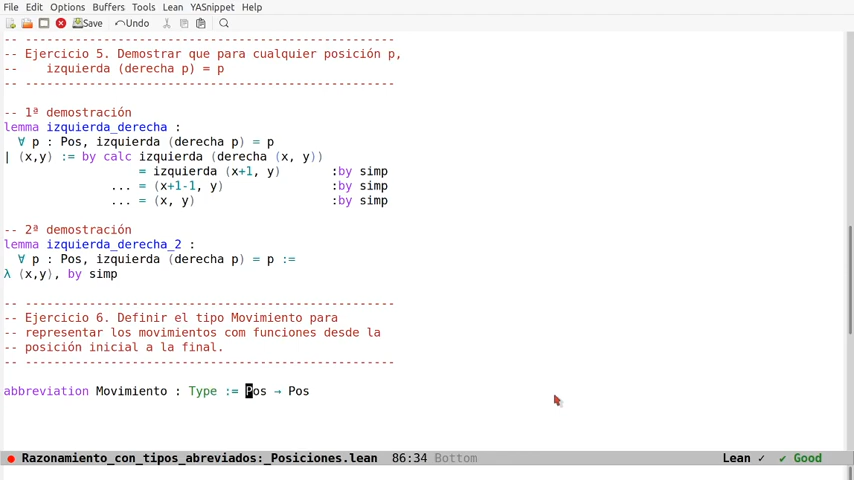 File Edit Options Buffers Tools Lean YASnippet Help
Save Undo
-- -------------------------------------------------------
-- Ejercicio 5. Demostrar que para cualquier posición p,
--    izquierda (derecha p) = p
-- -------------------------------------------------------
-- 1ª demostración
lemma izquierda_derecha :
  ∀ p : Pos, izquierda (derecha p) = p
| (x,y) := by calc izquierda (derecha (x, y))
                   = izquierda (x+1, y)       :by simp
               ... = (x+1-1, y)               :by simp
               ... = (x, y)                   :by simp
-- 2ª demostración
lemma izquierda_derecha_2 :
  ∀ p : Pos, izquierda (derecha p) = p :=
λ (x,y), by simp
-- -------------------------------------------------------
-- Ejercicio 6. Definir el tipo Movimiento para
-- representar los movimientos com funciones desde la
-- posición inicial a la final.
-- -------------------------------------------------------
abbreviation Movimiento : Type := Pos → Pos
Razonamiento_con_tipos_abreviados:_Posiciones.lean 86:34 Bottom Lean ✓ ✔ Good